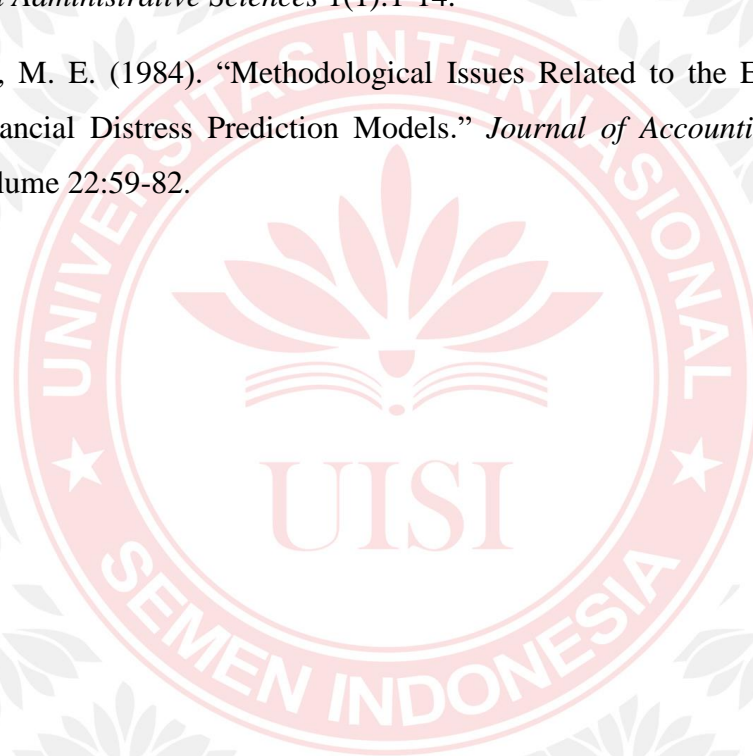 Administrative Sciences 1(1):1-14.
, M. E. (1984). “Methodological Issues Related to the E
ancial Distress Prediction Models.” Journal of Accounti
lume 22:59-82.
UNIVERSITAS INTERNASIONAL
UISI
SEMEN INDONESIA